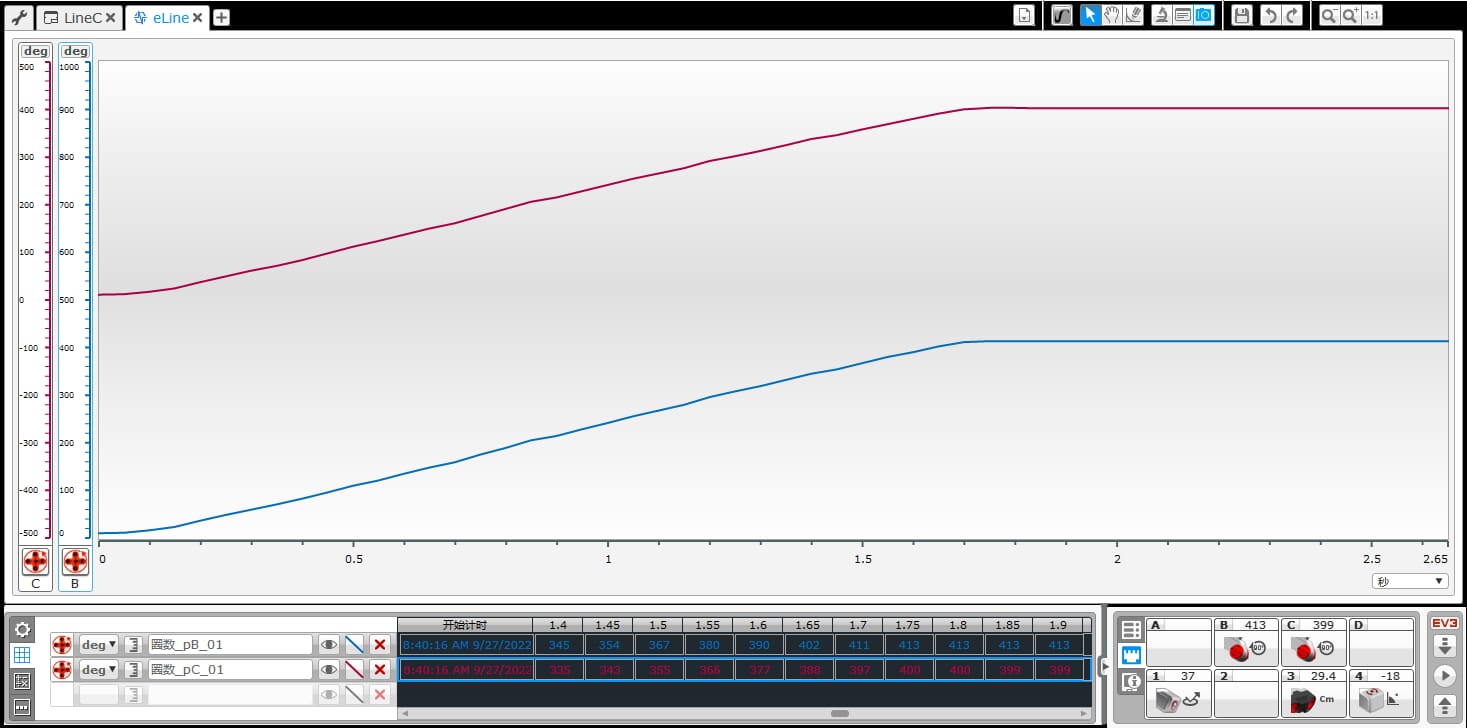 LineC eLine
1:1
deg deg
500 1000
400 900
300 800
200 700
100 600
0 500
-100 400
-200 300
-300 200
-400 100
-500 0
0 0.5 1 1.5 2 2.5 2.65
C B
秒
开始计时 1.4 1.45 1.5 1.55 1.6 1.65 1.7 1.75 1.8 1.85 1.9
deg 圈数_pB_01 8:40:16 AM 9/27/2022 345 354 367 380 390 402 411 413 413 413 413
deg 圈数_pC_01 8:40:16 AM 9/27/2022 335 343 355 366 377 388 397 400 400 399 399
A B 413 C 399 D
90° 90°
1 37 2 3 29.4 4 -18
Cm
EV3